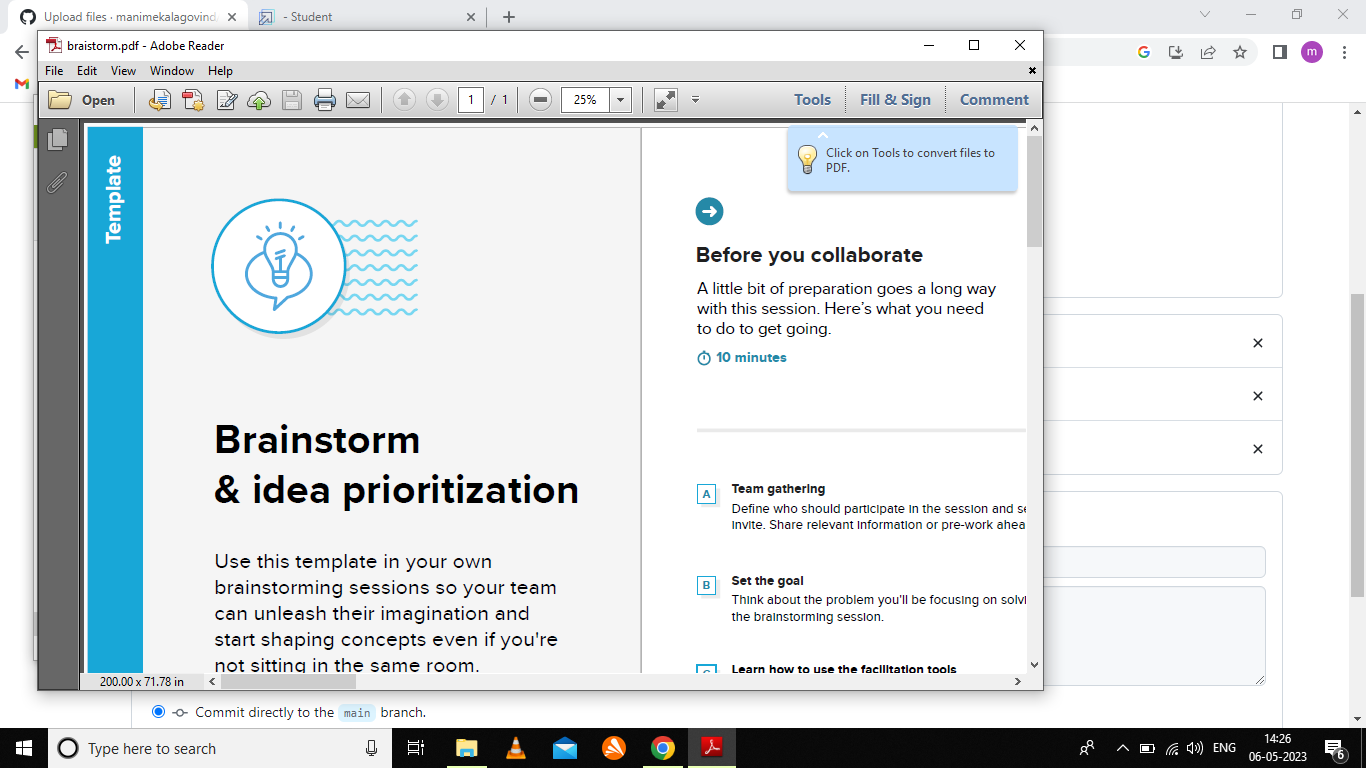 Upload files · manimekalagovind
- Student
braistorm.pdf - Adobe Reader
m
File Edit View Window Help
Open
1 / 1
25%
Tools
Fill & Sign
Comment
Template
Click on Tools to convert files to
PDF.
Brainstorm
& idea prioritization
Use this template in your own
brainstorming sessions so your team
can unleash their imagination and
start shaping concepts even if you're
not sitting in the same room.
Before you collaborate
A little bit of preparation goes a long way
with this session. Here’s what you need
to do to get going.
10 minutes
A
Team gathering
Define who should participate in the session and se
invite. Share relevant information or pre-work ahea
B
Set the goal
Think about the problem you'll be focusing on solvi
the brainstorming session.
C
Learn how to use the facilitation tools
200.00 x 71.78 in
Commit directly to the main branch.
Type here to search
ENG
14:26
06-05-2023
6